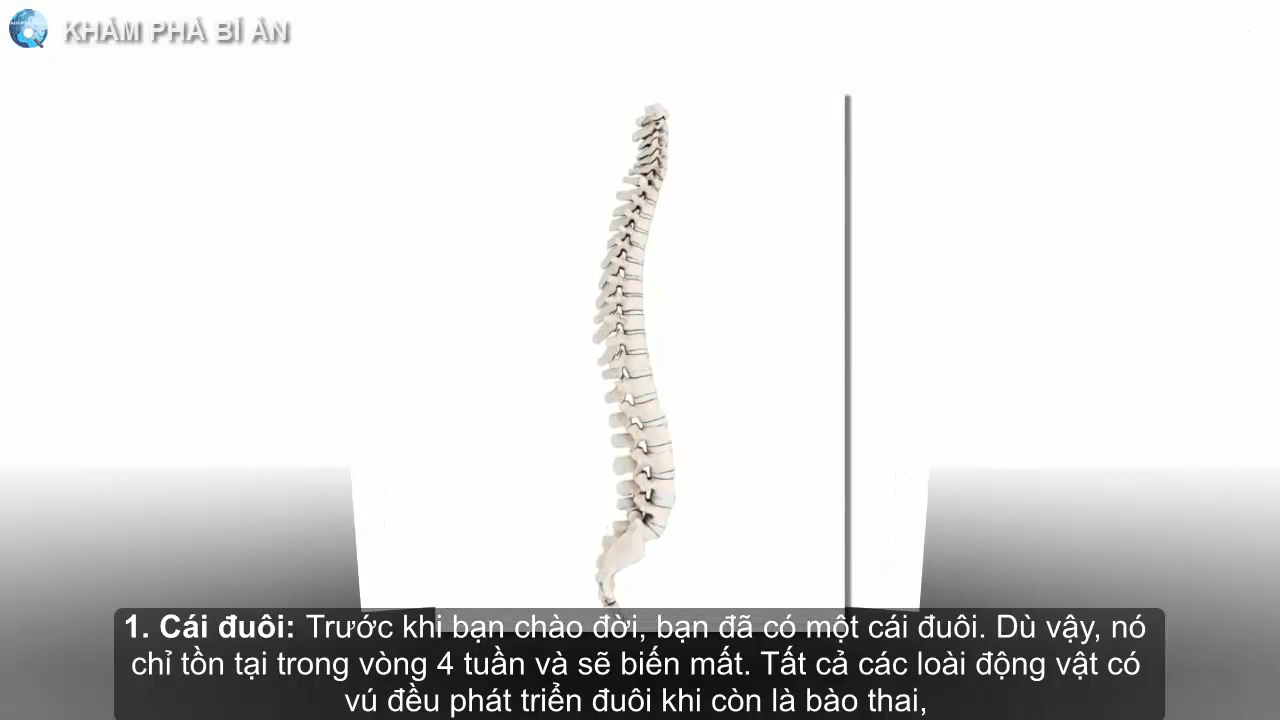 KHÁM PHÁ BÍ ẨN
1. Cái đuôi: Trước khi bạn chào đời, bạn đã có một cái đuôi. Dù vậy, nó
chỉ tồn tại trong vòng 4 tuần và sẽ biến mất. Tất cả các loài động vật có
vú đều phát triển đuôi khi còn là bào thai,